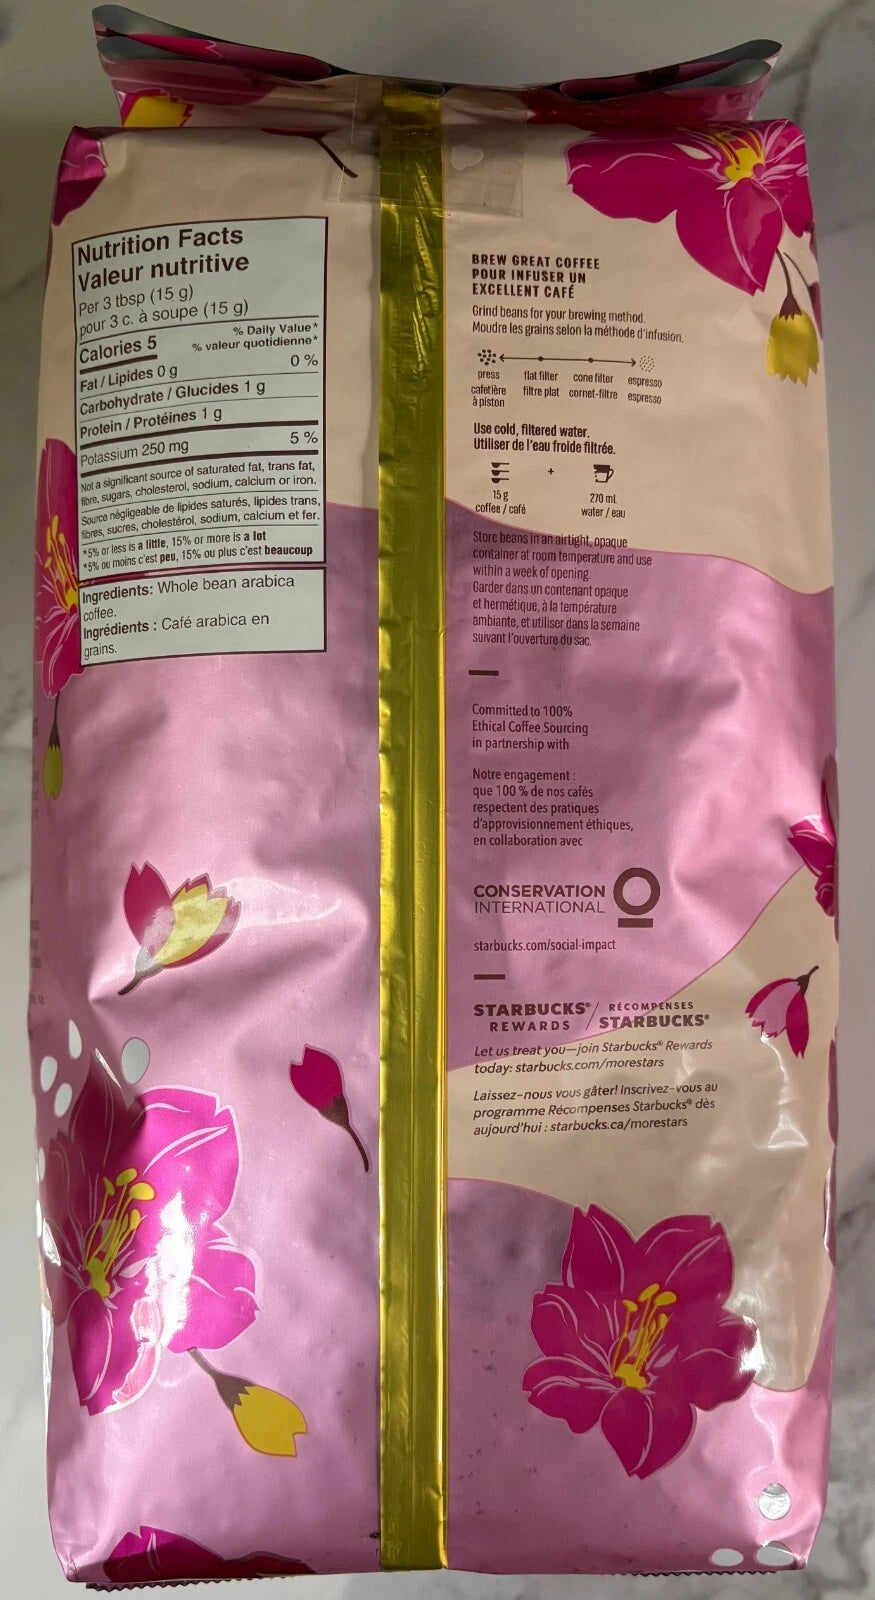 Nutrition Facts
Valeur nutritive
Per 3 tbsp (15 g)
pour 3 c. à soupe (15 g)
% Daily Value*
Calories 5
% valeur quotidienne*
Fat / Lipides 0 g 0 %
Carbohydrate / Glucides 1 g
Protein / Protéines 1 g
Potassium 250 mg 5 %
Not a significant source of saturated fat, trans fat,
fibre, sugars, cholesterol, sodium, calcium or iron.
Source négligeable de lipides saturés, lipides trans,
fibres, sucres, cholestérol, sodium, calcium et fer.
*5% or less is a little, 15% or more is a lot
*5% ou moins c'est peu, 15% ou plus c'est beaucoup
Ingredients: Whole bean arabica
coffee.
Ingrédients : Café arabica en
grains.
BREW GREAT COFFEE
POUR INFUSER UN
EXCELLENT CAFÉ
Grind beans for your brewing method.
Moudre les grains selon la méthode d'infusion.
press flat filter cone filter espresso
cafetière filtre plat cornet-filtre espresso
à piston
Use cold, filtered water.
Utiliser de l'eau froide filtrée.
+
15 g 270 mL
coffee / café water / eau
Store beans in an airtight, opaque
container at room temperature and use
within a week of opening.
Garder dans un contenant opaque
et hermétique, à la température
ambiante, et utiliser dans la semaine
suivant l'ouverture du sac.
Committed to 100%
Ethical Coffee Sourcing
in partnership with
Notre engagement :
que 100 % de nos cafés
respectent des pratiques
d'approvisionnement éthiques,
en collaboration avec
CONSERVATION
INTERNATIONAL
starbucks.com/social-impact
STARBUCKS® / RÉCOMPENSES
REWARDS / STARBUCKS®
Let us treat you—join Starbucks® Rewards
today: starbucks.com/morestars
Laissez-nous vous gâter! Inscrivez-vous au
programme Récompenses Starbucks® dès
aujourd'hui : starbucks.ca/morestars